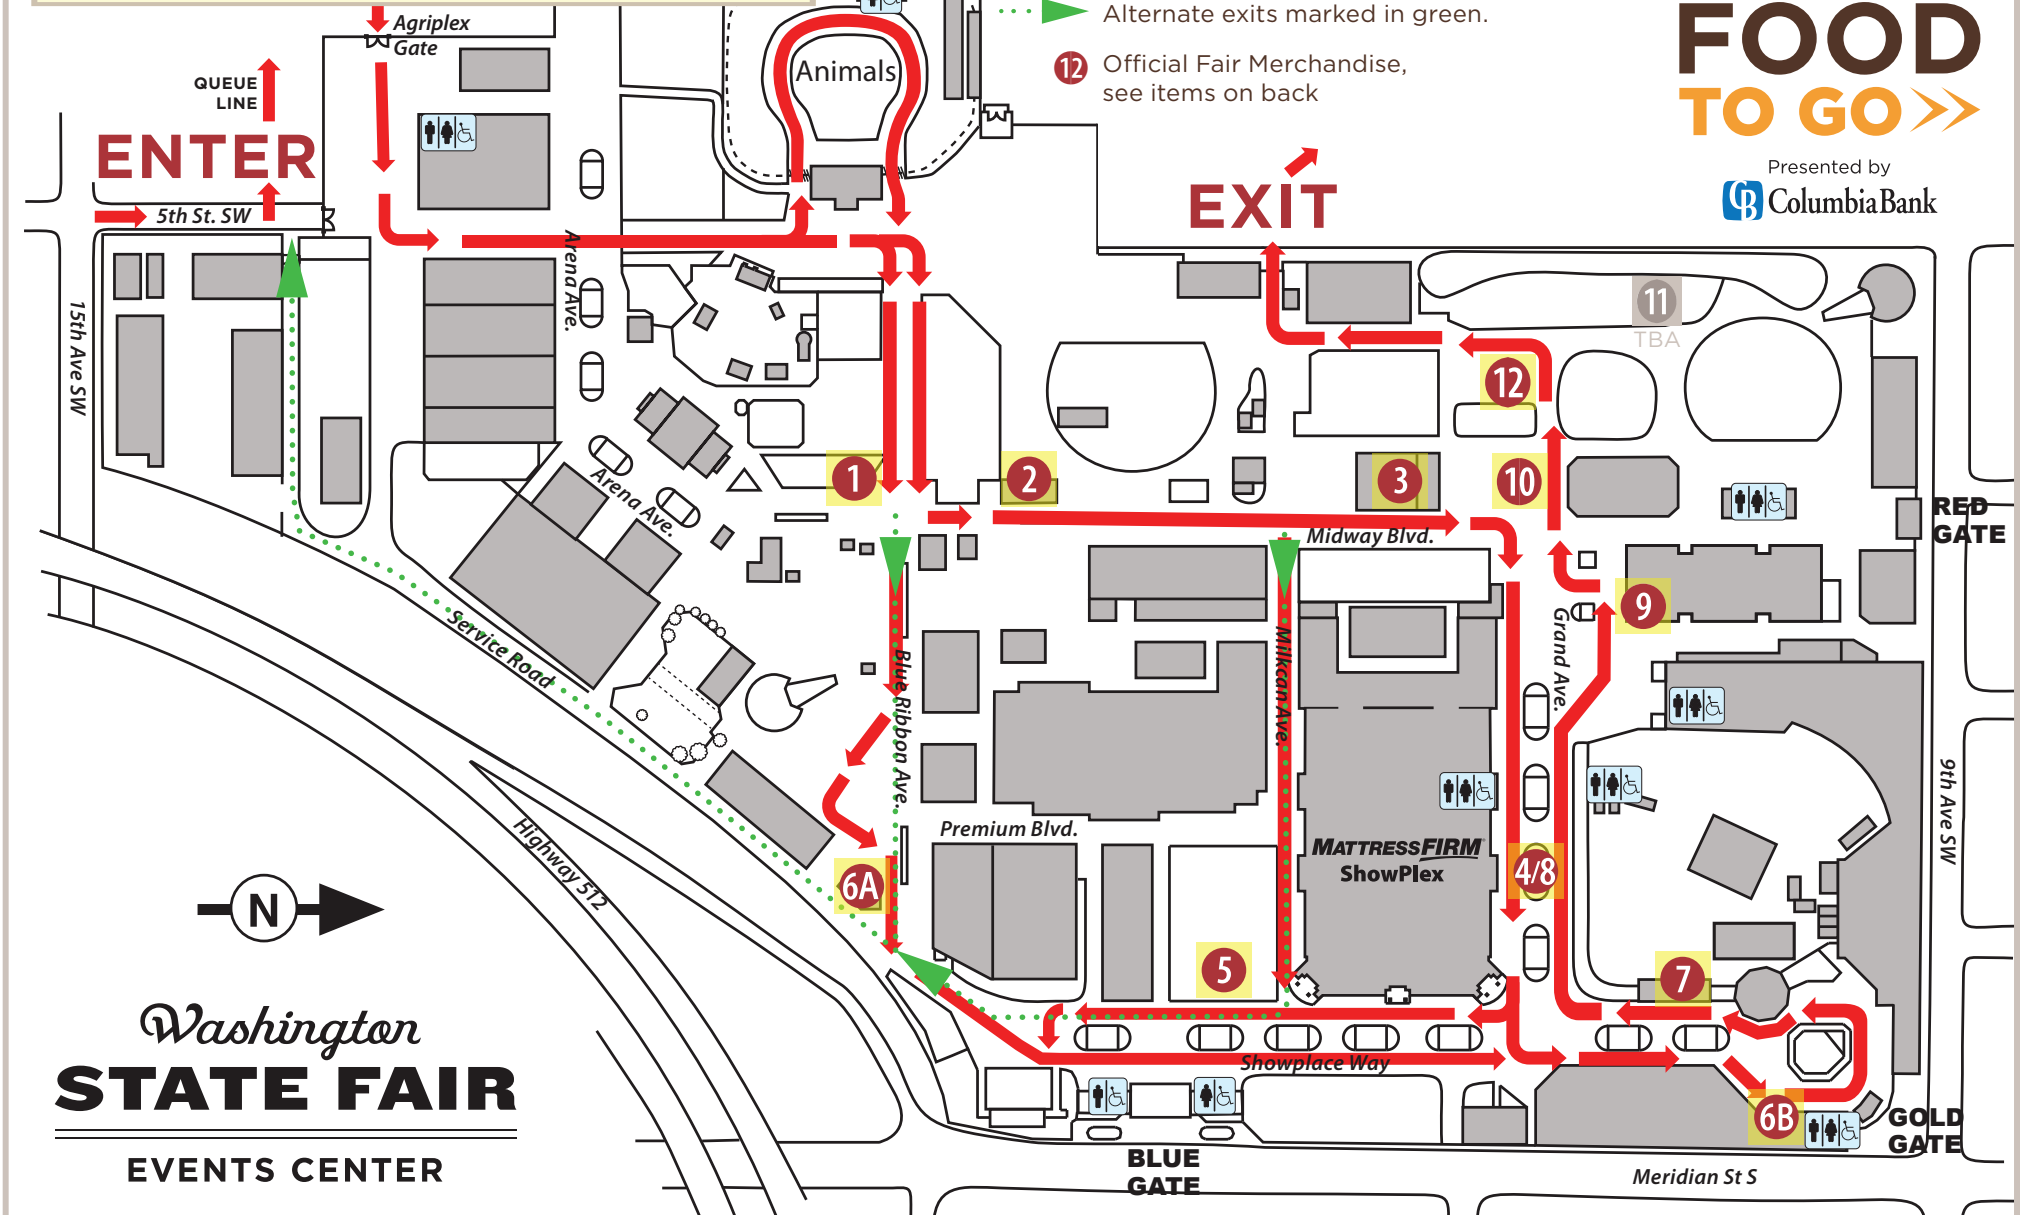 Agriplex
Gate
Alternate exits marked in green.
12 Official Fair Merchandise,
see items on back
FOOD
TO GO
Presented by
CB ColumbiaBank
QUEUE
LINE
ENTER
5th St. SW
Animals
EXIT
15th Ave SW
Arena Ave.
Arena Ave.
1
2
3
10
11
TBA
12
RED
GATE
Midway Blvd.
9
Grand Ave.
Milkcan Ave.
Blue Ribbon Ave.
Service Road
Highway 512
Premium Blvd.
MATTRESSFIRM
ShowPlex
4/8
9th Ave SW
6A
5
7
N
Showplace Way
6B
GOLD
GATE
BLUE
GATE
Meridian St S
Washington
STATE FAIR
EVENTS CENTER